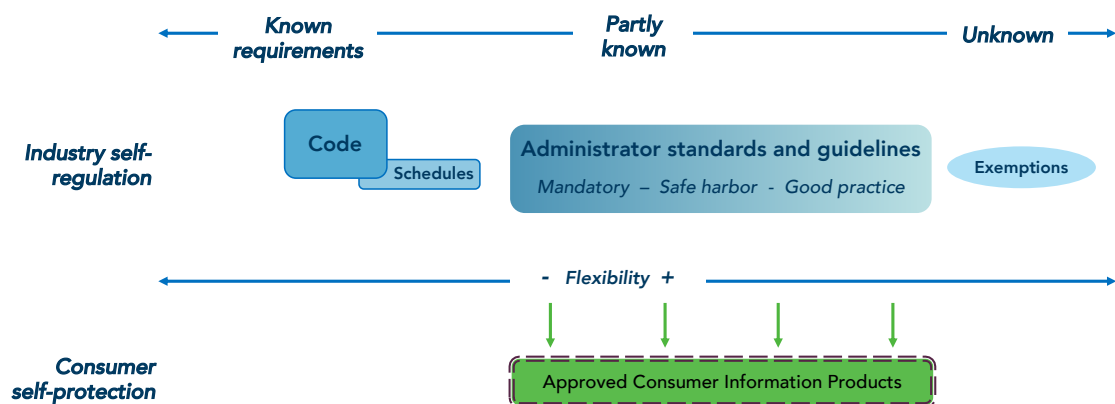 Known
requirements
Partly
known
Unknown
Industry self-
regulation
Code
Schedules
Administrator standards and guidelines
Mandatory – Safe harbor - Good practice
Exemptions
- Flexibility +
Consumer
self-protection
Approved Consumer Information Products